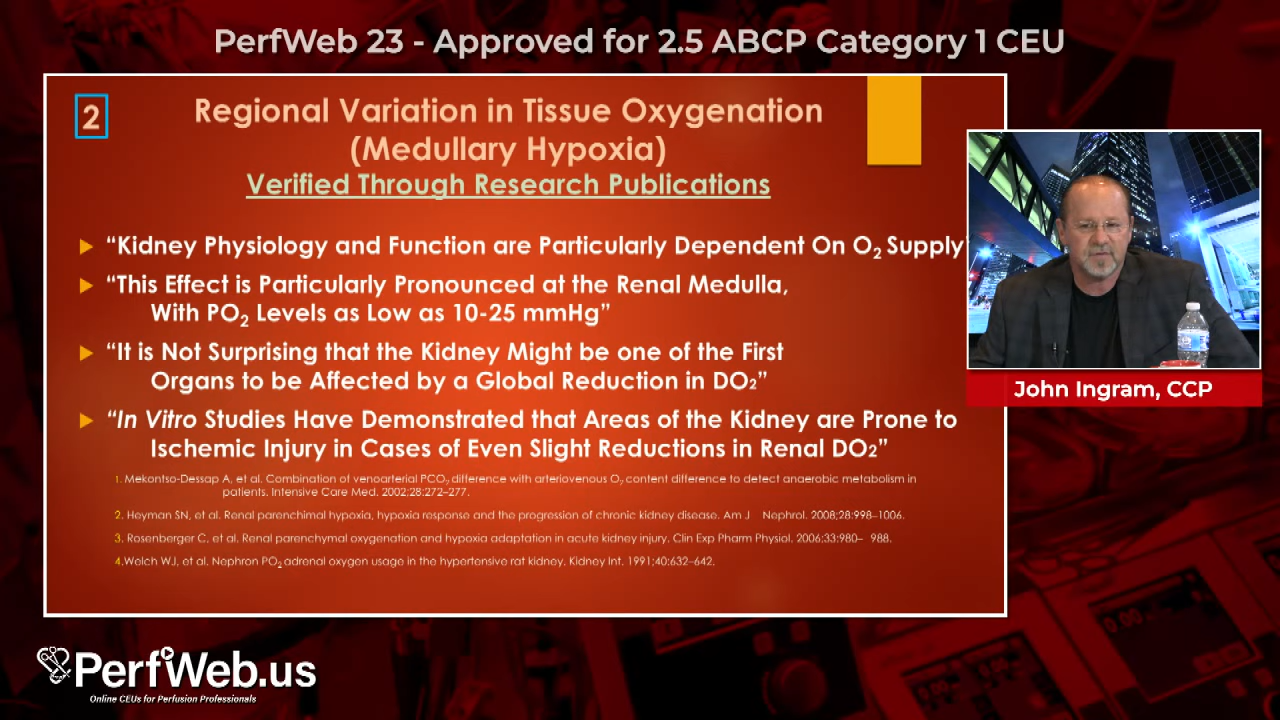 PerfWeb 23 - Approved for 2.5 ABCP Category 1 CEU
2
Regional Variation in Tissue Oxygenation
(Medullary Hypoxia)
Verified Through Research Publications
“Kidney Physiology and Function are Particularly Dependent On O₂ Supply”
“This Effect is Particularly Pronounced at the Renal Medulla,
With PO₂ Levels as Low as 10-25 mmHg”
“It is Not Surprising that the Kidney Might be one of the First
Organs to be Affected by a Global Reduction in DO₂”
“In Vitro Studies Have Demonstrated that Areas of the Kidney are Prone to
Ischemic Injury in Cases of Even Slight Reductions in Renal DO₂”
1. Mekontso-Dessap A, et al. Combination of venoarterial PCO₂ difference with arteriovenous O₂ content difference to detect anaerobic metabolism in
patients. Intensive Care Med. 2002;28:272–277.
2. Heyman SN, et al. Renal parenchimal hypoxia, hypoxia response and the progression of chronic kidney disease. Am J Nephrol. 2008;28:998–1006.
3. Rosenberger C, et al. Renal parenchymal oxygenation and hypoxia adaptation in acute kidney injury. Clin Exp Pharm Physiol. 2006;33:980– 988.
4. Welch WJ, et al. Nephron PO₂ adrenal oxygen usage in the hypertensive rat kidney. Kidney Int. 1991;40:632–642.
John Ingram, CCP
PerfWeb.us
Online CEUs for Perfusion Professionals